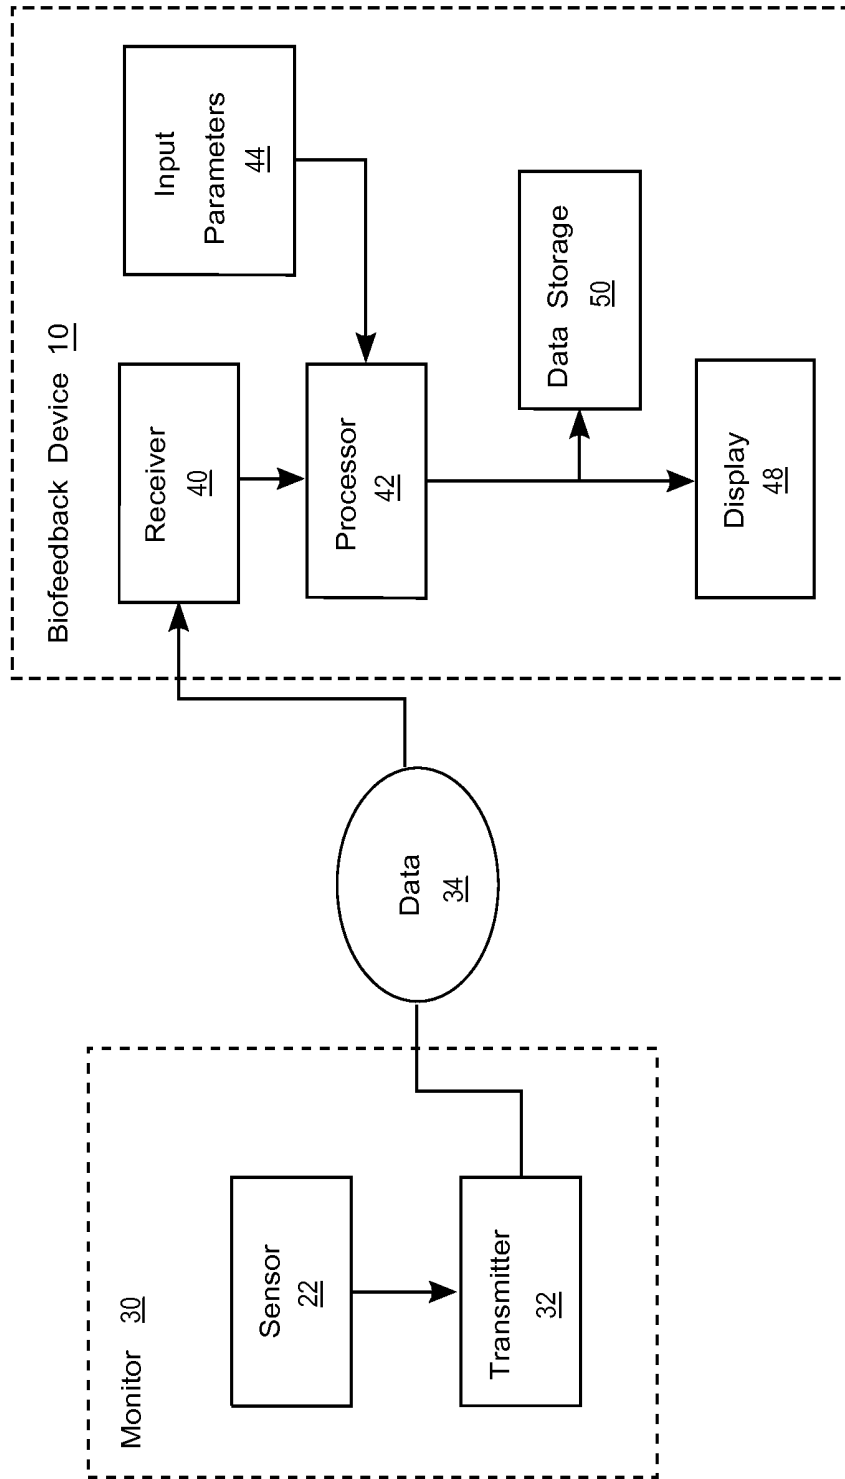 Monitor 30
Sensor
22
Transmitter
32
Data
34
Biofeedback Device 10
Receiver
40
Input
Parameters
44
Processor
42
Data Storage
50
Display
48